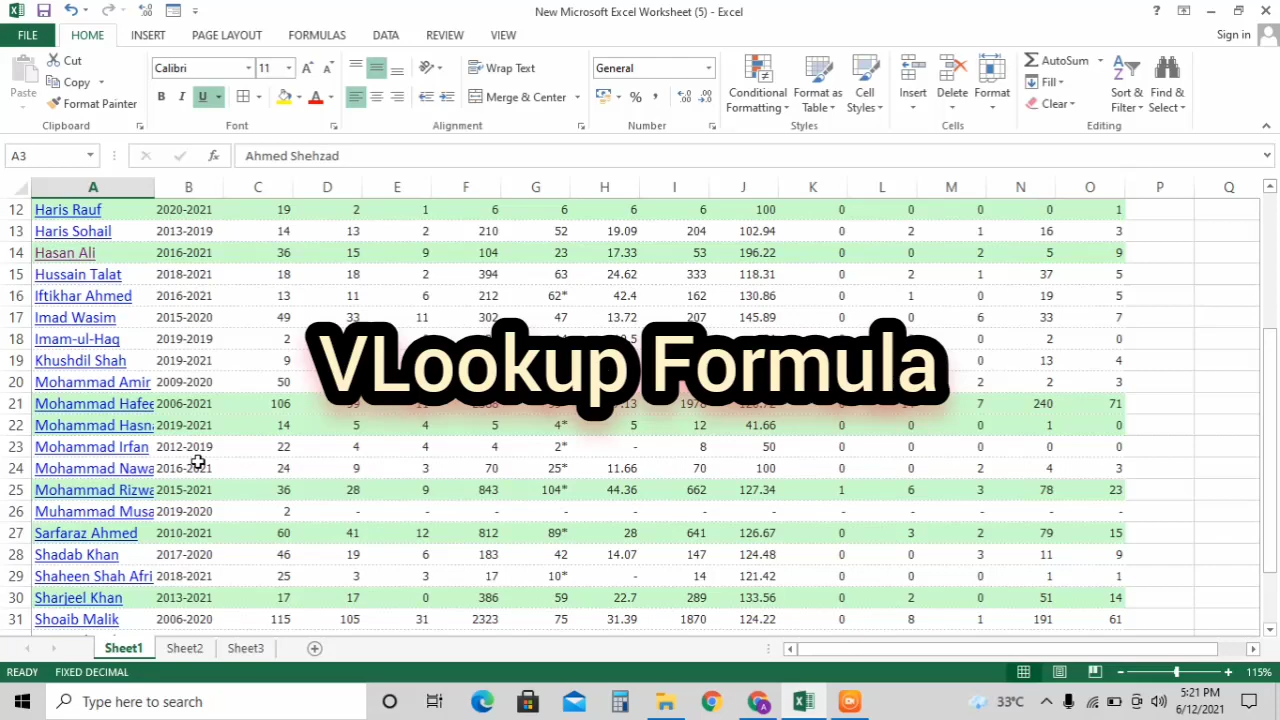 New Microsoft Excel Worksheet (5) - Excel
FILE HOME INSERT PAGE LAYOUT FORMULAS DATA REVIEW VIEW Sign in
Paste Cut Copy Format Painter Clipboard
Calibri 11 B I U A Font
Wrap Text Merge & Center Alignment
General % Number
Conditional Formatting Format as Table Cell Styles Styles
Insert Delete Format Cells
AutoSum Fill Clear Sort & Filter Find & Select Editing
A3 fx Ahmed Shehzad
A B C D E F G H I J K L M N O P Q
12 Haris Rauf 2020-2021 19 2 1 6 6 6 6 100 0 0 0 0 1
13 Haris Sohail 2013-2019 14 13 2 210 52 19.09 204 102.94 0 2 1 16 3
14 Hasan Ali 2016-2021 36 15 9 104 23 17.33 53 196.22 0 0 2 5 9
15 Hussain Talat 2018-2021 18 18 2 394 63 24.62 333 118.31 0 2 1 37 5
16 Iftikhar Ahmed 2016-2021 13 11 6 212 62* 42.4 162 130.86 0 1 0 19 5
17 Imad Wasim 2015-2020 49 33 11 302 47 13.72 207 145.89 0 6 33 7
18 Imam-ul-Haq 2019-2019 2 0 2 0
19 Khushdil Shah 2019-2021 9 0 13 4
VLookup Formula
20 Mohammad Amir 2009-2020 50 2 2 3
21 Mohammad Hafee 2006-2021 106 7 240 71
22 Mohammad Hasna 2019-2021 14 5 4 5 4* 5 12 41.66 0 0 0 1 0
23 Mohammad Irfan 2012-2019 22 4 4 4 2* - 8 50 0 0 0 0 0
24 Mohammad Nawa 2016-2021 24 9 3 70 25* 11.66 70 100 0 0 2 4 3
25 Mohammad Rizwa 2015-2021 36 28 9 843 104* 44.36 662 127.34 1 6 3 78 23
26 Muhammad Musa 2019-2020 2 - - - - - - - - - - - -
27 Sarfaraz Ahmed 2010-2021 60 41 12 812 89* 28 641 126.67 0 3 2 79 15
28 Shadab Khan 2017-2020 46 19 6 183 42 14.07 147 124.48 0 0 3 11 9
29 Shaheen Shah Afri 2018-2021 25 3 3 17 10* - 14 121.42 0 0 0 1 1
30 Sharjeel Khan 2013-2021 17 17 0 386 59 22.7 289 133.56 0 2 0 51 14
31 Shoaib Malik 2006-2020 115 105 31 2323 75 31.39 1870 124.22 0 8 1 191 61
Sheet1 Sheet2 Sheet3
READY FIXED DECIMAL 115%
Type here to search 33°C 5:21 PM
6/12/2021